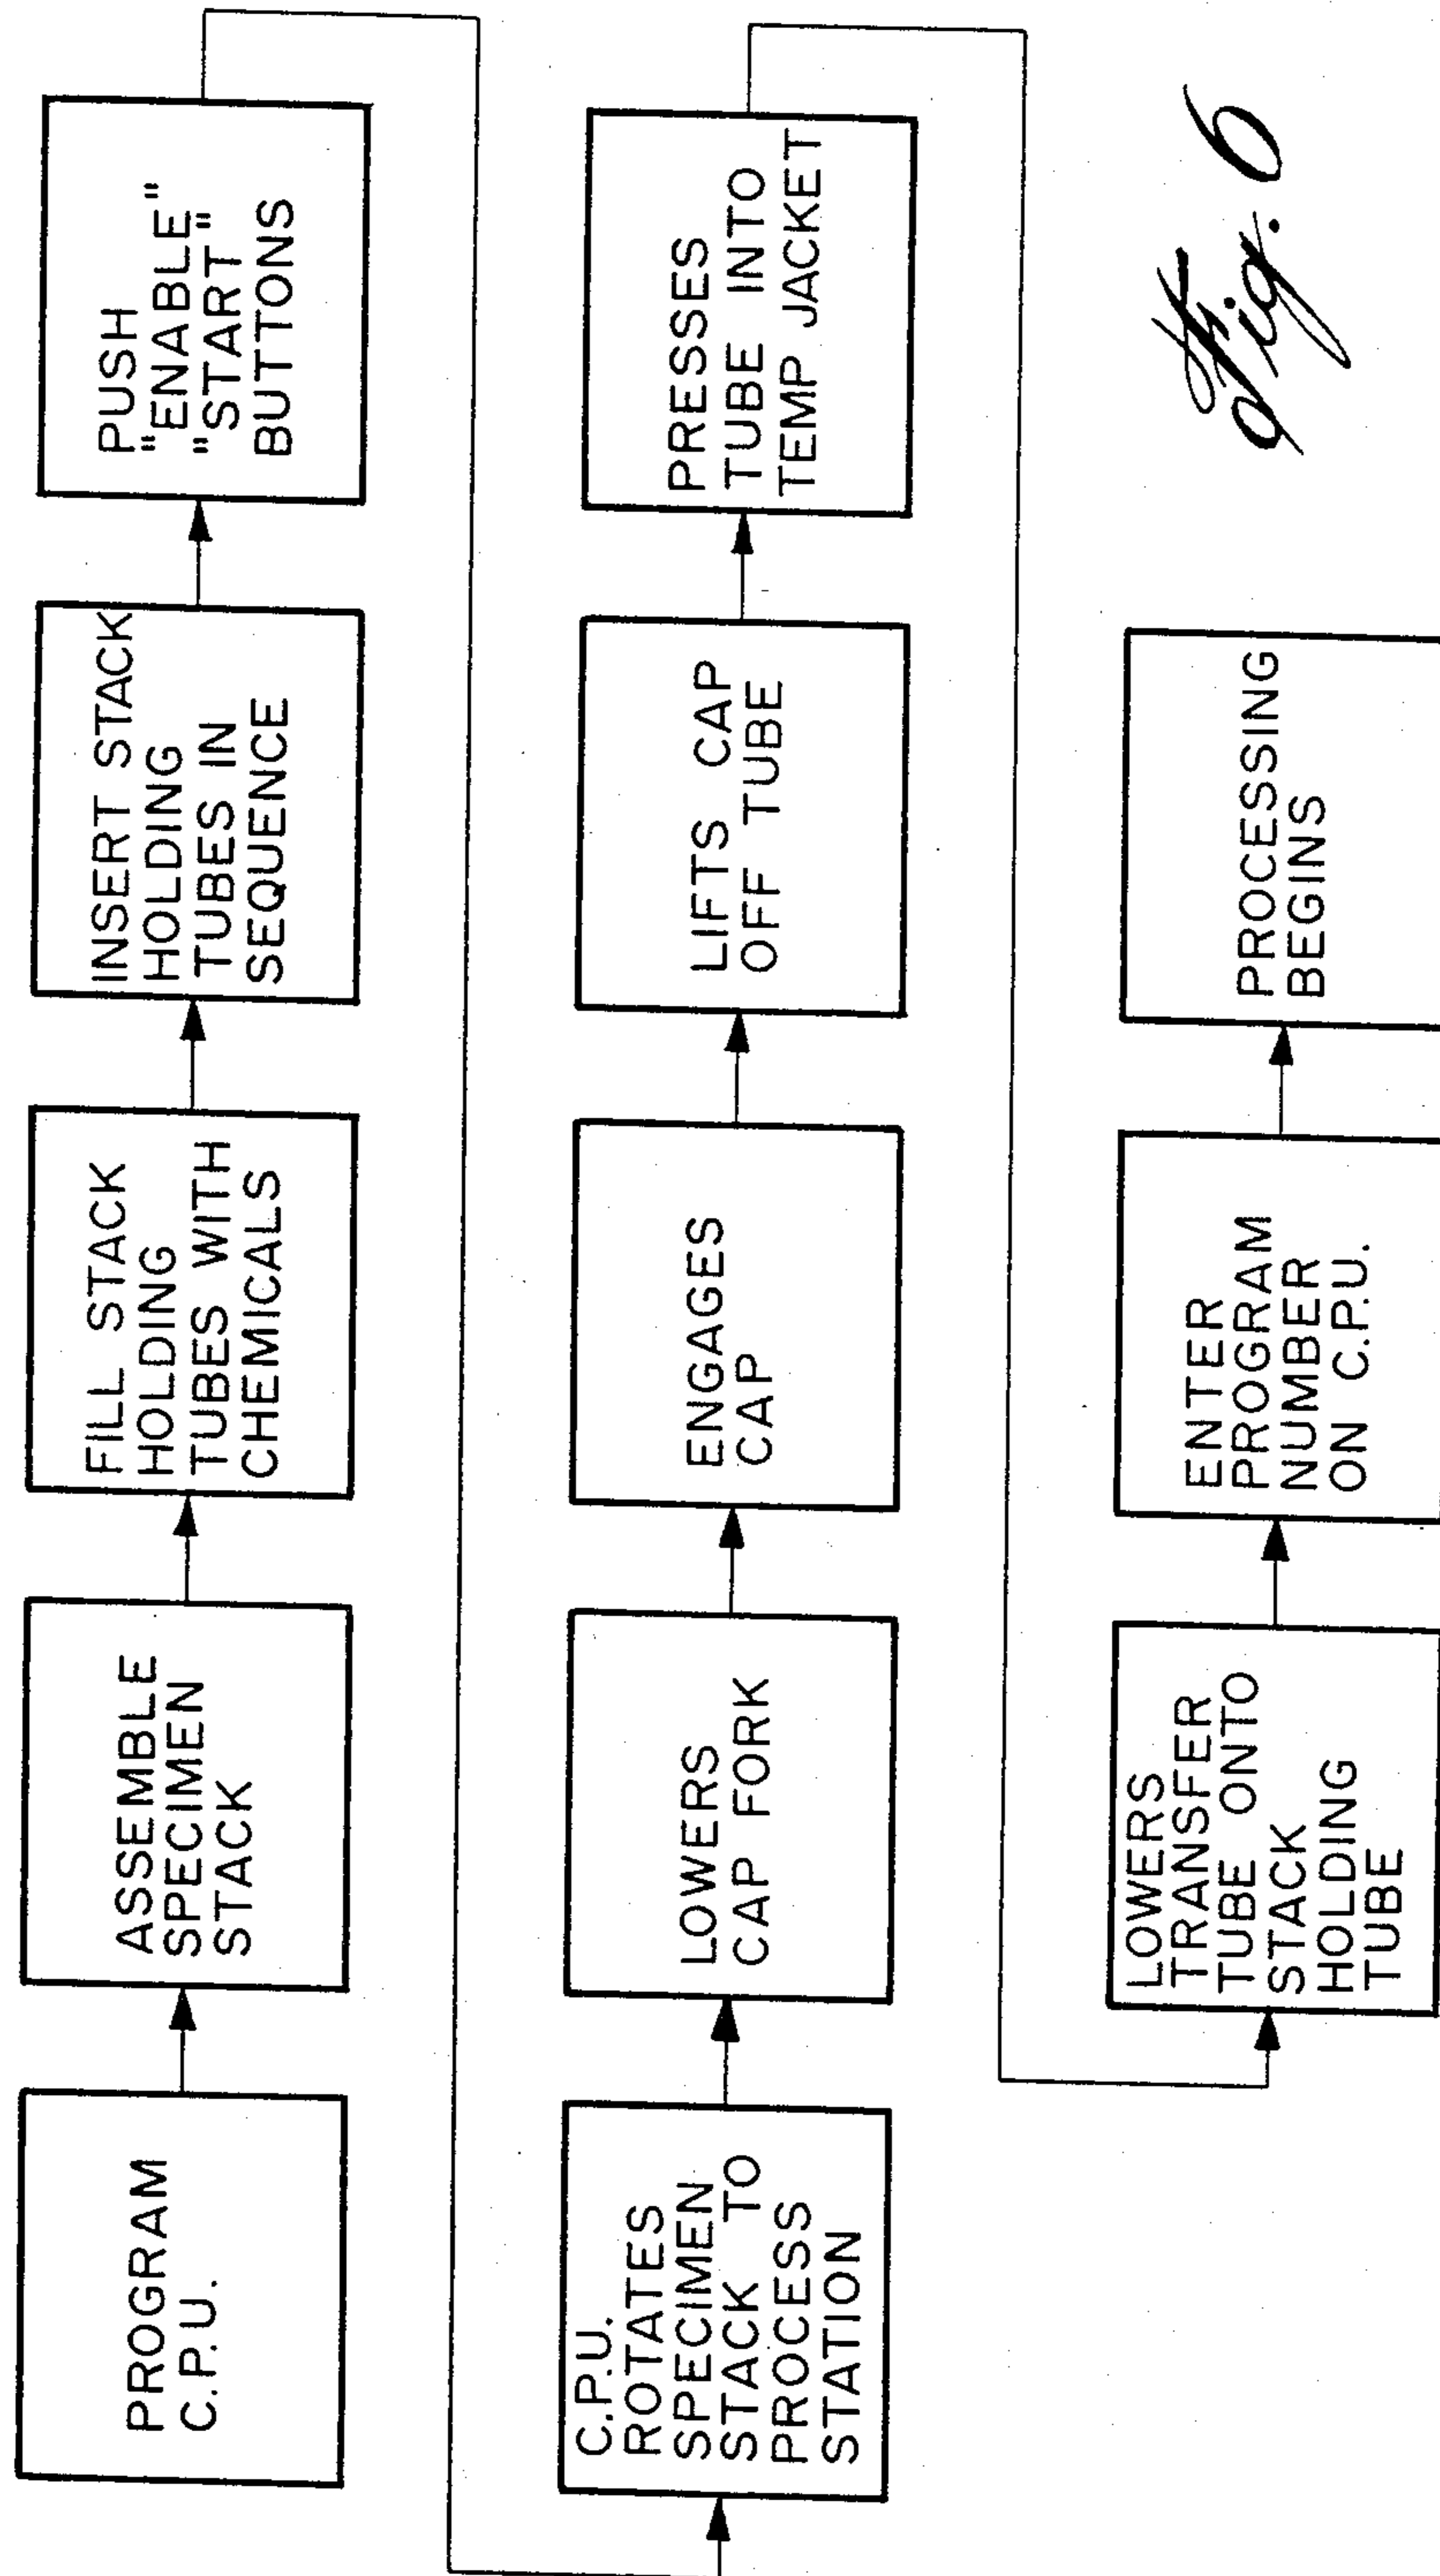 PROGRAM
C.P.U.
ASSEMBLE
SPECIMEN
STACK
FILL STACK
HOLDING
TUBES WITH
CHEMICALS
INSERT STACK
HOLDING
TUBES IN
SEQUENCE
PUSH
"ENABLE"
"START"
BUTTONS
C.P.U.
ROTATES
SPECIMEN
STACK TO
PROCESS
STATION
LOWERS
CAP FORK
ENGAGES
CAP
LIFTS CAP
OFF TUBE
PRESSES
TUBE INTO
TEMP JACKET
LOWERS
TRANSFER
TUBE ONTO
STACK
HOLDING
TUBE
ENTER
PROGRAM
NUMBER
ON C.P.U.
PROCESSING
BEGINS
Fig. 6